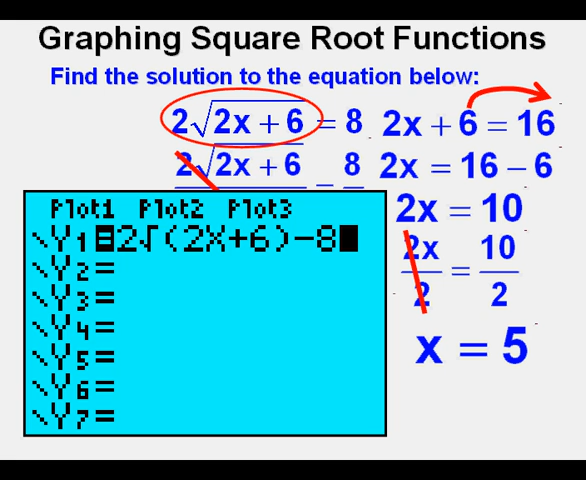 Graphing Square Root Functions
Find the solution to the equation below:
2√(2x + 6) = 8
2√(2x + 6) = 8
2x + 6 = 16
2x = 16 – 6
2x = 10
2x/2 = 10/2
x = 5
Plot1 Plot2 Plot3
\Y1=2√(2X+6)-8
\Y2=
\Y3=
\Y4=
\Y5=
\Y6=
\Y7=